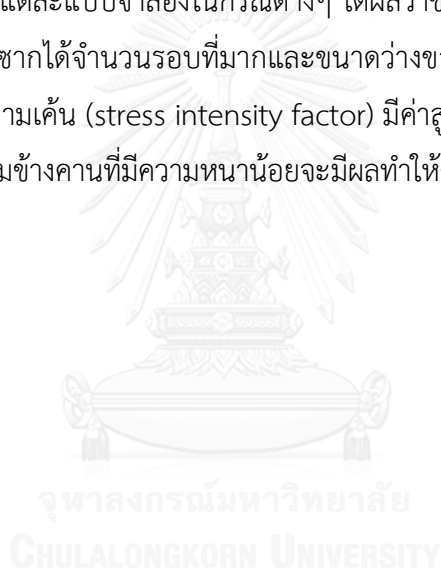 แต่ละแบบจำลองในกรณีต่างๆ ได้ผลว่า
ซากได้จำนวนรอบที่มากและขนาดว่าง
ามเค้น (stress intensity factor) มีค่า
มข้างคานที่มีความหนาน้อยจะมีผลทำให้
จุฬาลงกรณ์มหาวิทยาลัย
CHULALONGKORN UNIVERSITY